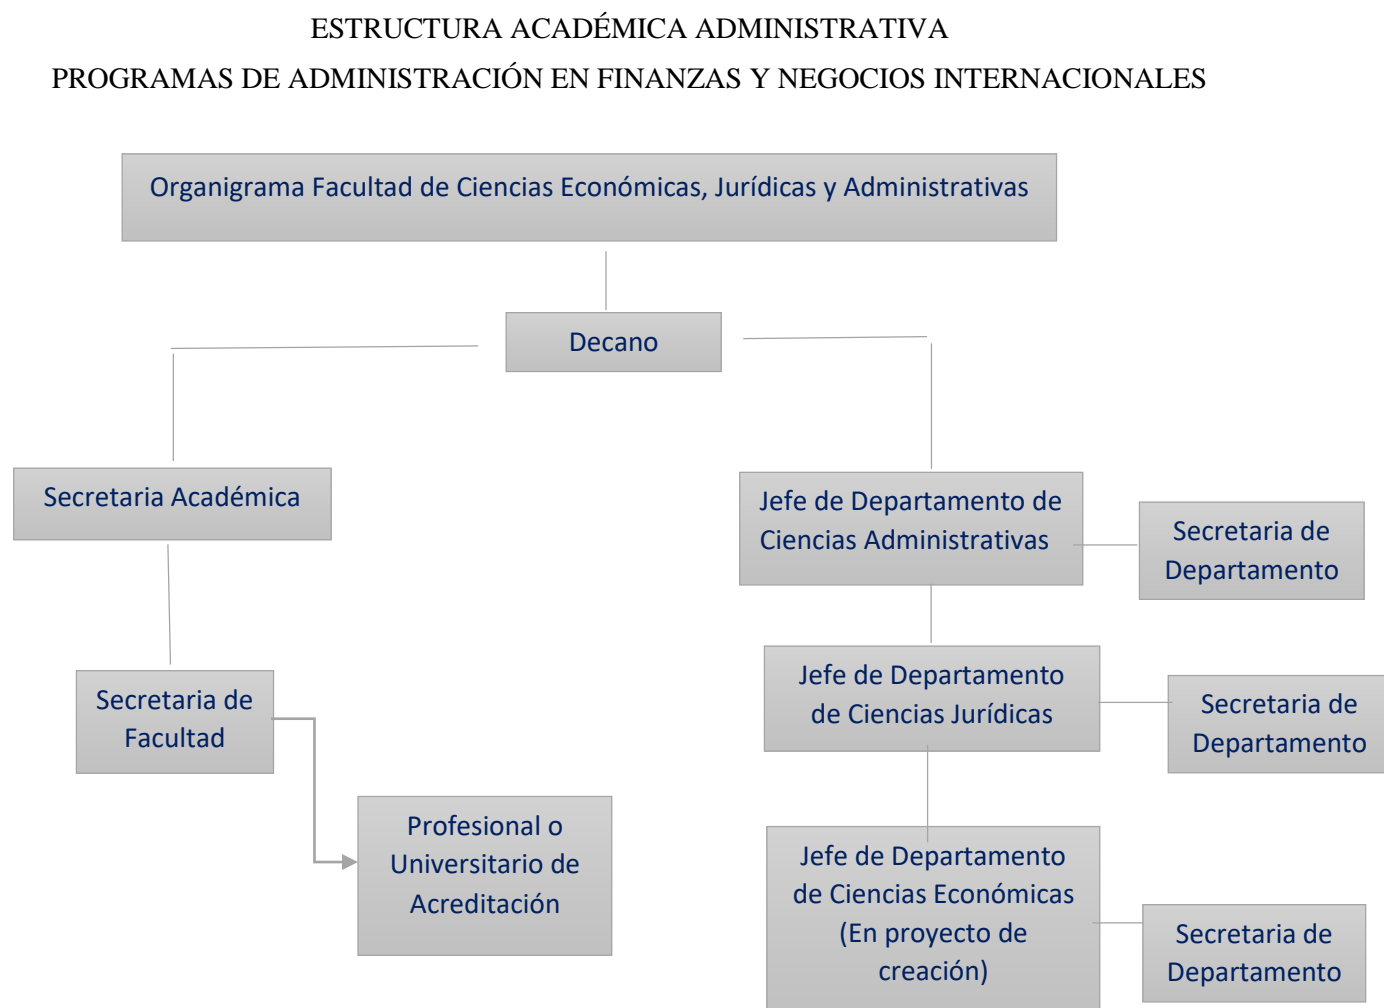 ESTRUCTURA ACADÉMICA ADMINISTRATIVA
PROGRAMAS DE ADMINISTRACIÓN EN FINANZAS Y NEGOCIOS INTERNACIONALES
Organigrama Facultad de Ciencias Económicas, Jurídicas y Administrativas
Decano
Secretaria Académica
Jefe de Departamento de
Ciencias Administrativas
Secretaria de
Departamento
Secretaria de
Facultad
Jefe de Departamento
de Ciencias Jurídicas
Secretaria de
Departamento
Profesional o
Universitario de
Acreditación
Jefe de Departamento
de Ciencias Económicas
(En proyecto de
creación)
Secretaria de
Departamento